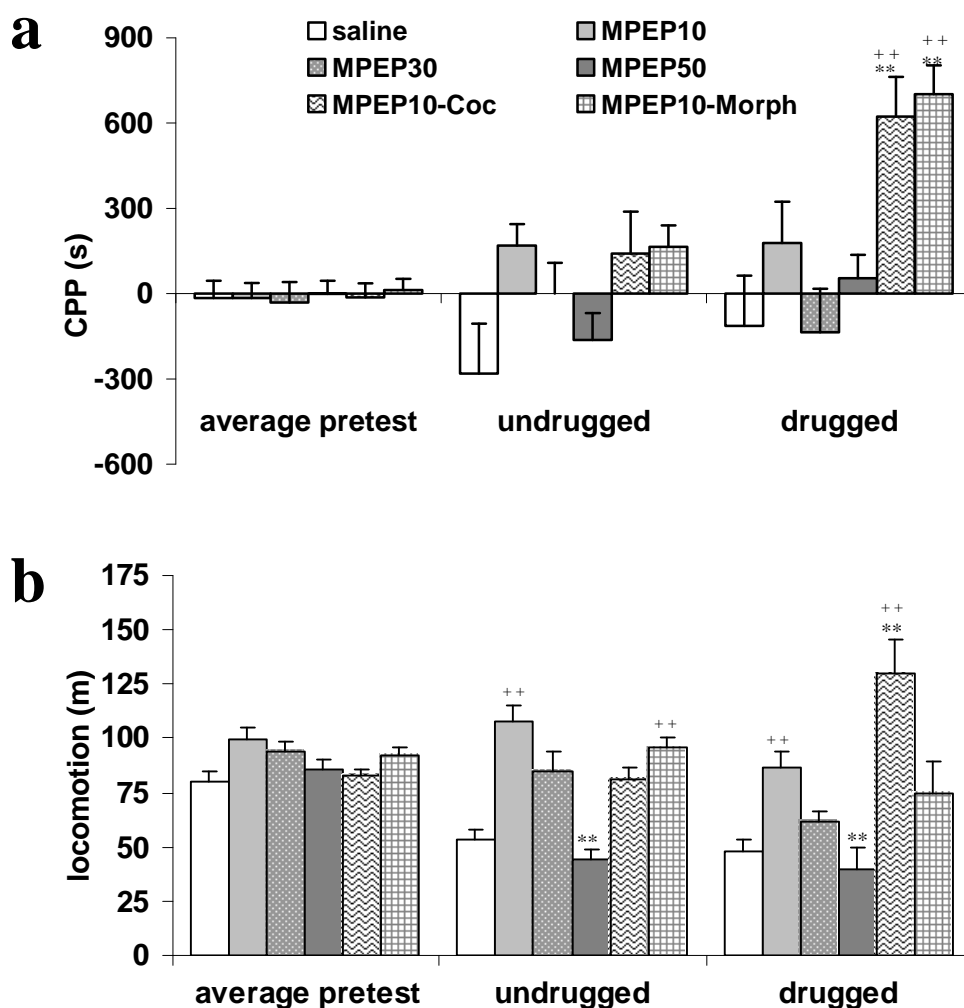 a
900
600
300
0
-300
-600
CPP (s)
saline MPEP10
MPEP30 MPEP50
MPEP10-Coc MPEP10-Morph
++ ++
** **
average pretest undrugged drugged
b
175
150
125
100
75
50
25
0
locomotion (m)
++ ++ ** ++ ** ++ **
average pretest undrugged drugged